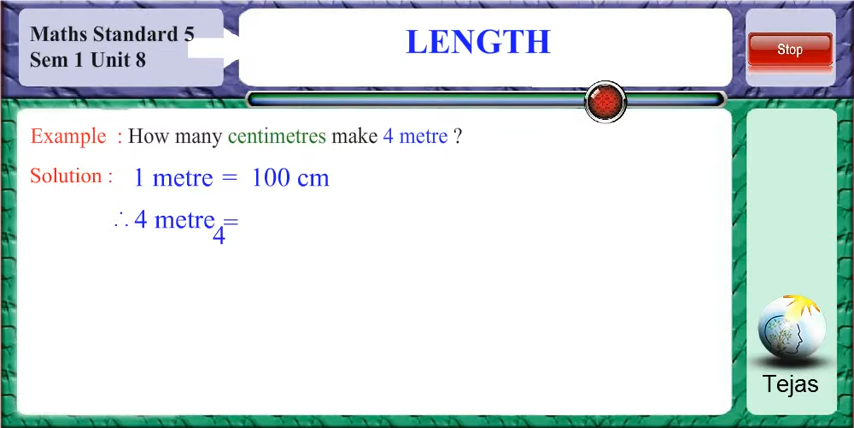 Maths Standard 5
Sem 1 Unit 8
LENGTH
Stop
Example : How many centimetres make 4 metre ?
Solution : 1 metre = 100 cm
∴ 4 metre =
4
Tejas